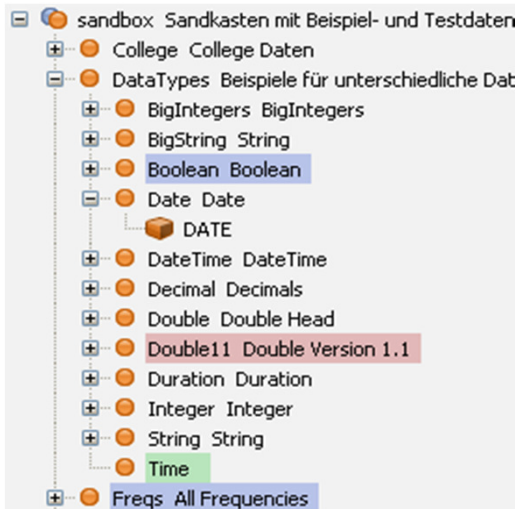 sandbox Sandkasten mit Beispiel- und Testdaten
College College Daten
DataTypes Beispiele für unterschiedliche Dat
BigIntegers BigIntegers
BigString String
Boolean Boolean
Date Date
DATE
DateTime DateTime
Decimal Decimals
Double Double Head
Double11 Double Version 1.1
Duration Duration
Integer Integer
String String
Time
Freqs All Frequencies